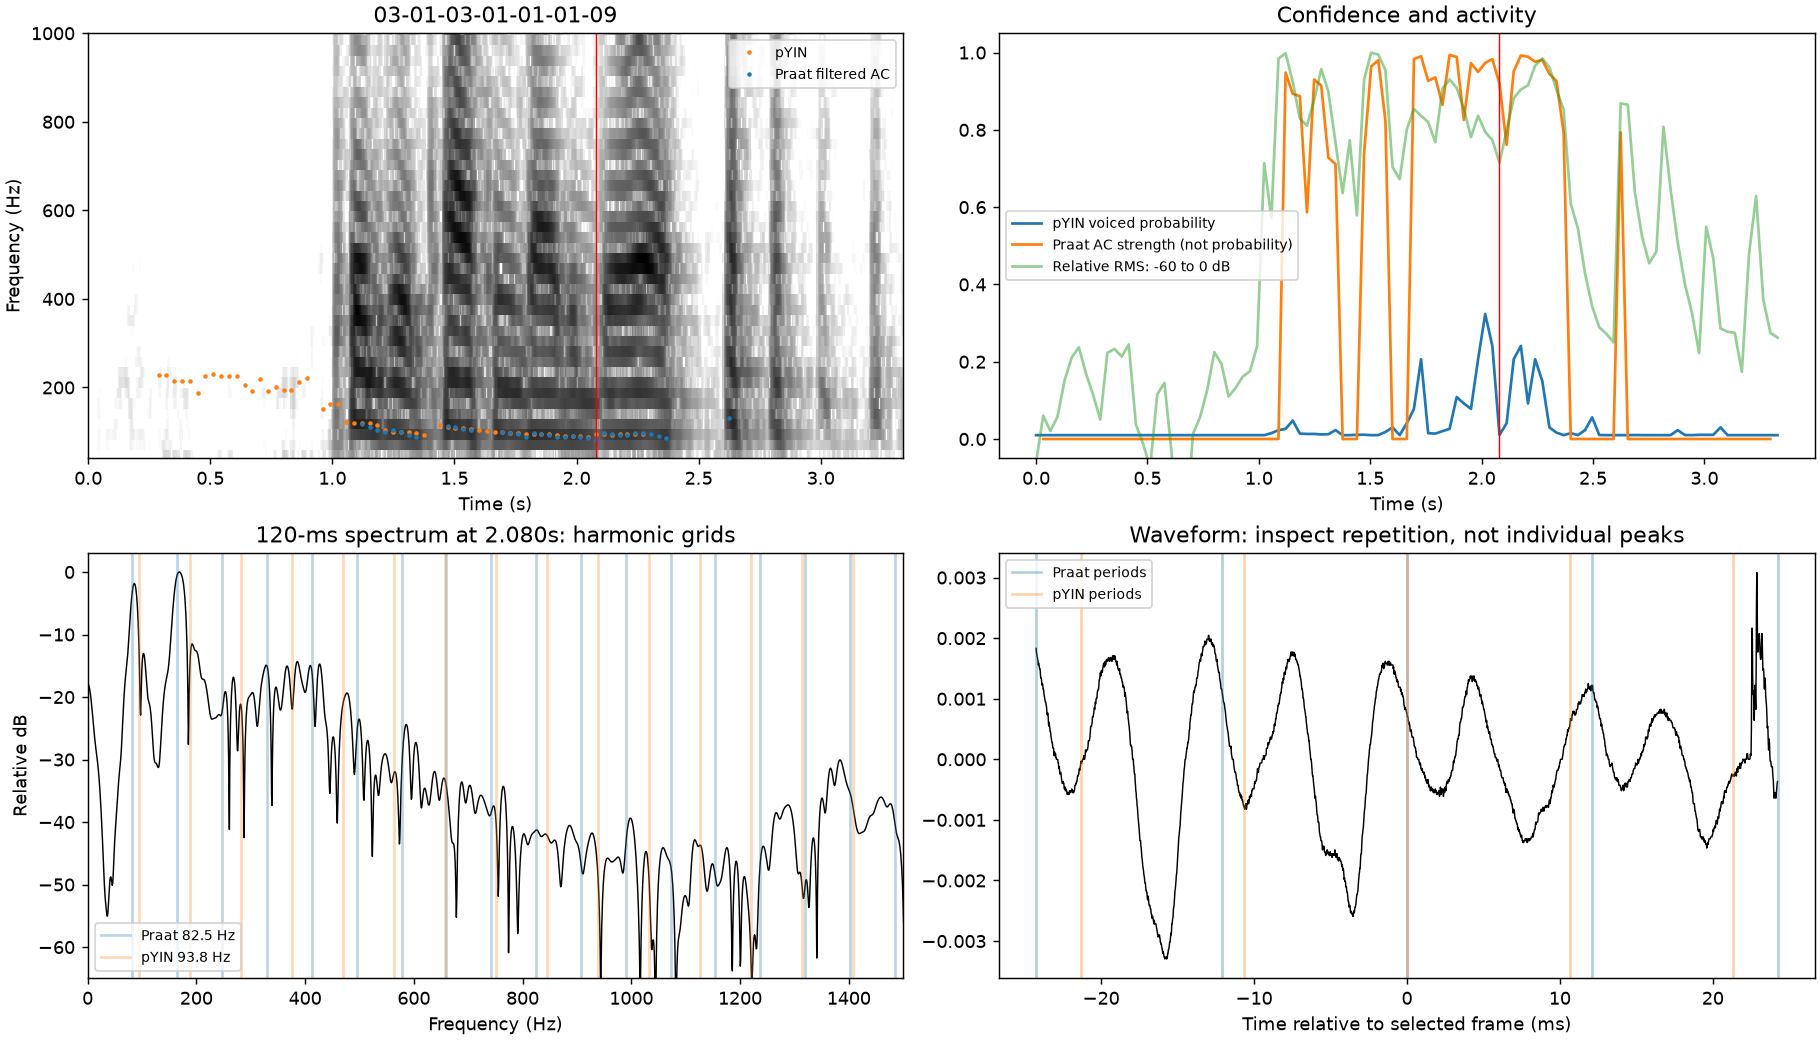 03-01-03-01-01-01-09
Frequency (Hz)
1000
800
600
400
200
0.0 0.5 1.0 1.5 2.0 2.5 3.0
Time (s)
pYIN
Praat filtered AC
Confidence and activity
1.0
0.8
0.6
0.4
0.2
0.0
0.0 0.5 1.0 1.5 2.0 2.5 3.0
Time (s)
pYIN voiced probability
Praat AC strength (not probability)
Relative RMS: -60 to 0 dB
120-ms spectrum at 2.080s: harmonic grids
Relative dB
0
−10
−20
−30
−40
−50
−60
0 200 400 600 800 1000 1200 1400
Frequency (Hz)
Praat 82.5 Hz
pYIN 93.8 Hz
Waveform: inspect repetition, not individual peaks
0.003
0.002
0.001
0.000
−0.001
−0.002
−0.003
−20 −10 0 10 20
Time relative to selected frame (ms)
Praat periods
pYIN periods